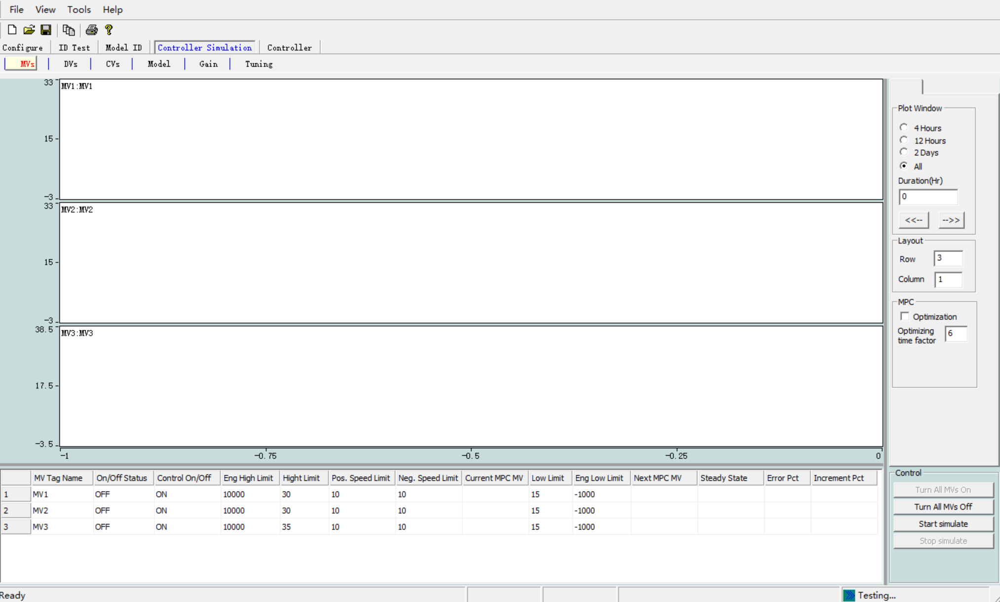 File View Tools Help
Configure ID Test Model ID Controller Simulation Controller
MVs DVs CVs Model Gain Tuning
33
MV1:MV1
15
-3
33
MV2:MV2
15
-3
38.5
MV3:MV3
17.5
-3.5
-1 -0.75 -0.5 -0.25 0
Plot Window
4 Hours
12 Hours
2 Days
All
Duration(Hr)
0
<<-- -->>
Layout
Row 3
Column 1
MPC
Optimization
Optimizing
time factor 6
MV Tag Name On/Off Status Control On/Off Eng High Limit Hight Limit Pos. Speed Limit Neg. Speed Limit Current MPC MV Low Limit Eng Low Limit Next MPC MV Steady State Error Pct Increment Pct
1 MV1 OFF ON 10000 30 10 10 15 -1000
2 MV2 OFF ON 10000 30 10 10 15 -1000
3 MV3 OFF ON 10000 35 10 10 15 -1000
Control
Turn All MVs On
Turn All MVs Off
Start simulate
Stop simulate
Ready
Testing...